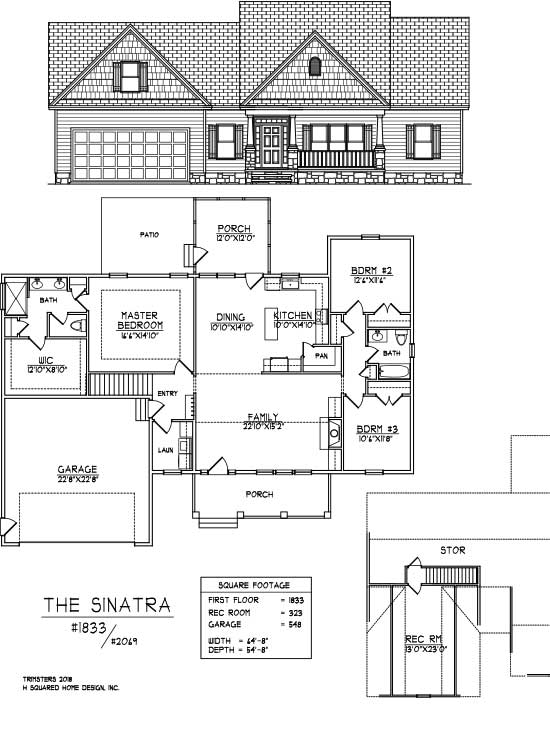 PORCH
12'0"X12'0"
PATIO
BDRM #2
12'6"X11'6"
BATH
MASTER
BEDROOM
16'6"X14'10"
DINING
10'10"X14'10"
KITCHEN
10'0"X14'10"
PAN
BATH
WIC
12'10"X8'10"
ENTRY
FAMILY
22'10"X15'2"
BDRM #3
10'6"X11'8"
LAUN
GARAGE
22'8"X22'8"
PORCH
STOR
REC RM
13'0"X23'0"
THE SINATRA
#1833
/#2069
SQUARE FOOTAGE
FIRST FLOOR = 1833
REC ROOM = 323
GARAGE = 548
WIDTH = 64'-8"
DEPTH = 54'-8"
TRIMSTERS 2018
H SQUARED HOME DESIGN, INC.